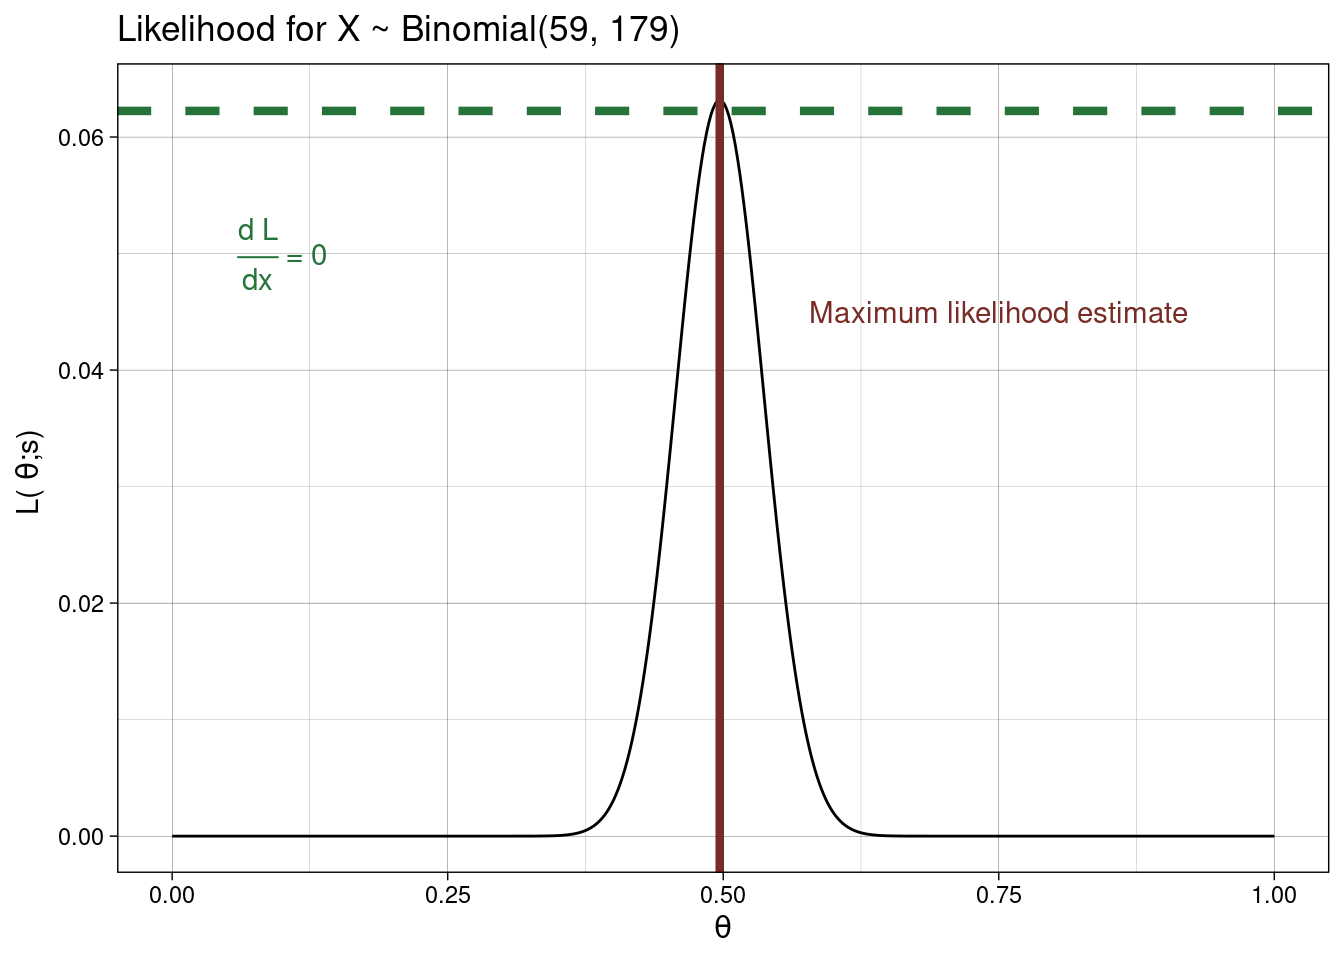 Likelihood for X ~ Binomial(59, 179)
0.06
d L
dx
= 0
Maximum likelihood estimate
0.04
L( θ;s)
0.02
0.00
0.00 0.25 0.50 0.75 1.00
θ